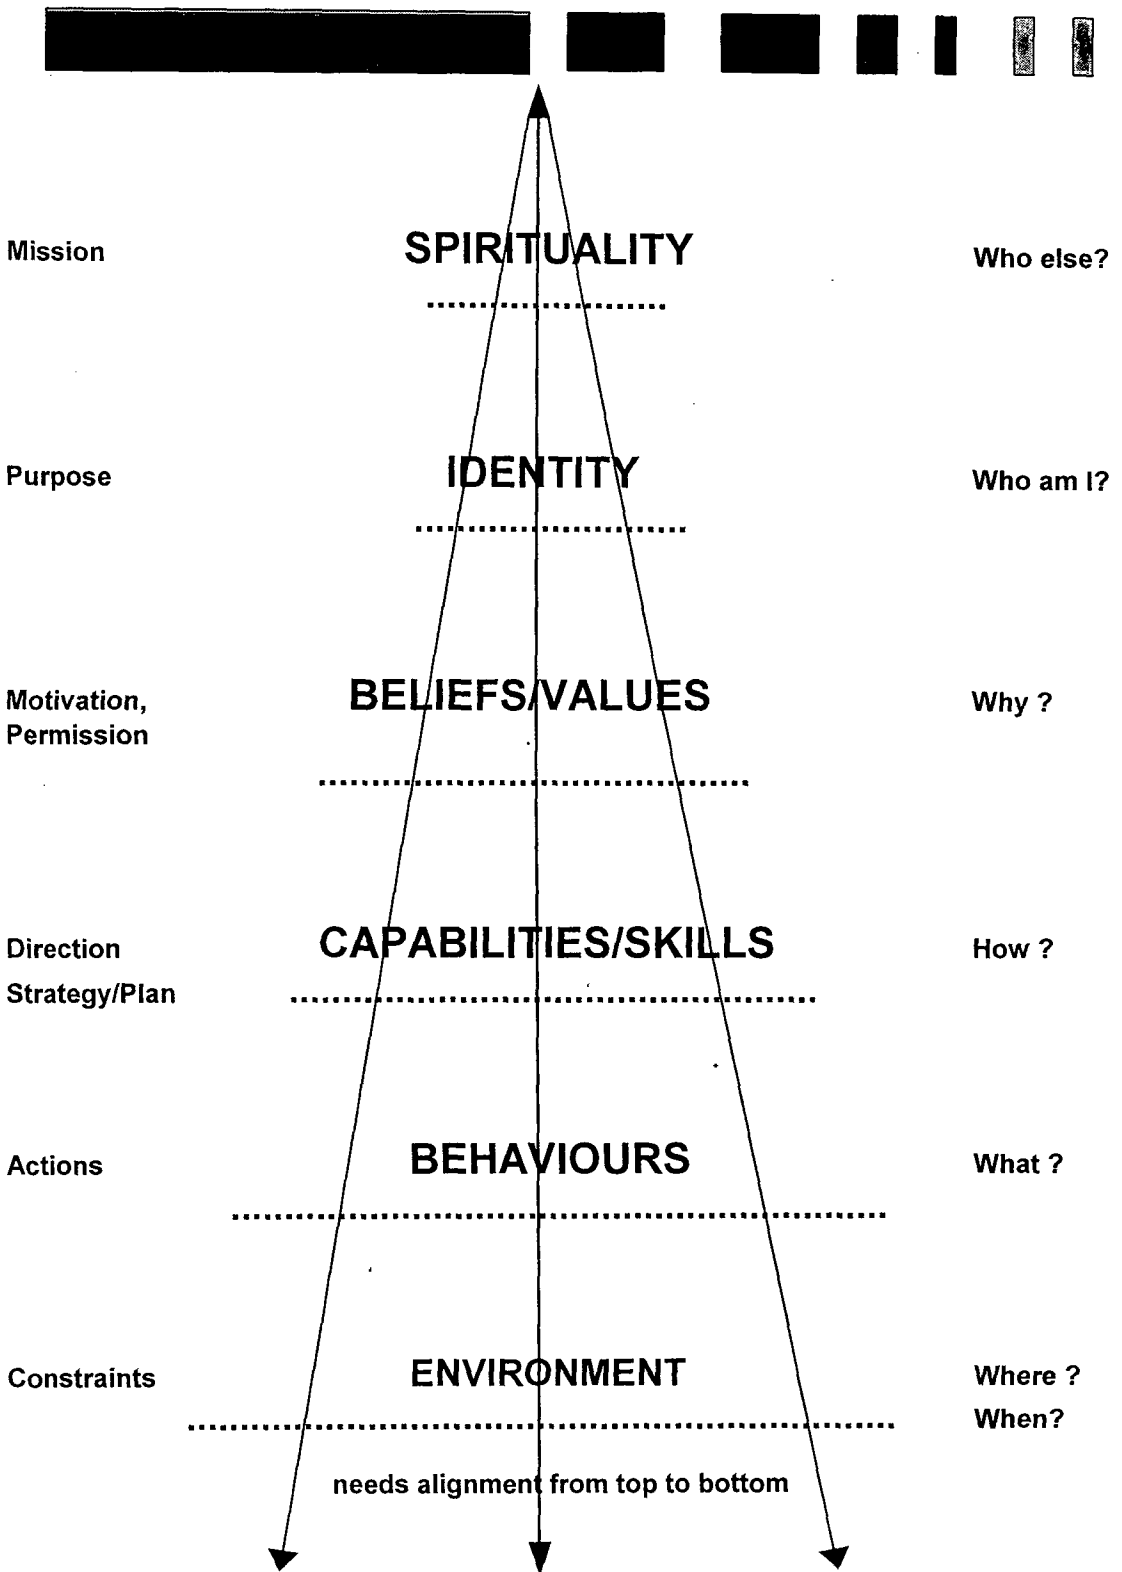 Mission SPIRITUALITY Who else?
Purpose IDENTITY Who am I?
Motivation, BELIEFS/VALUES Why ?
Permission
Direction CAPABILITIES/SKILLS How ?
Strategy/Plan
Actions BEHAVIOURS What ?
Constraints ENVIRONMENT Where ?
When?
needs alignment from top to bottom